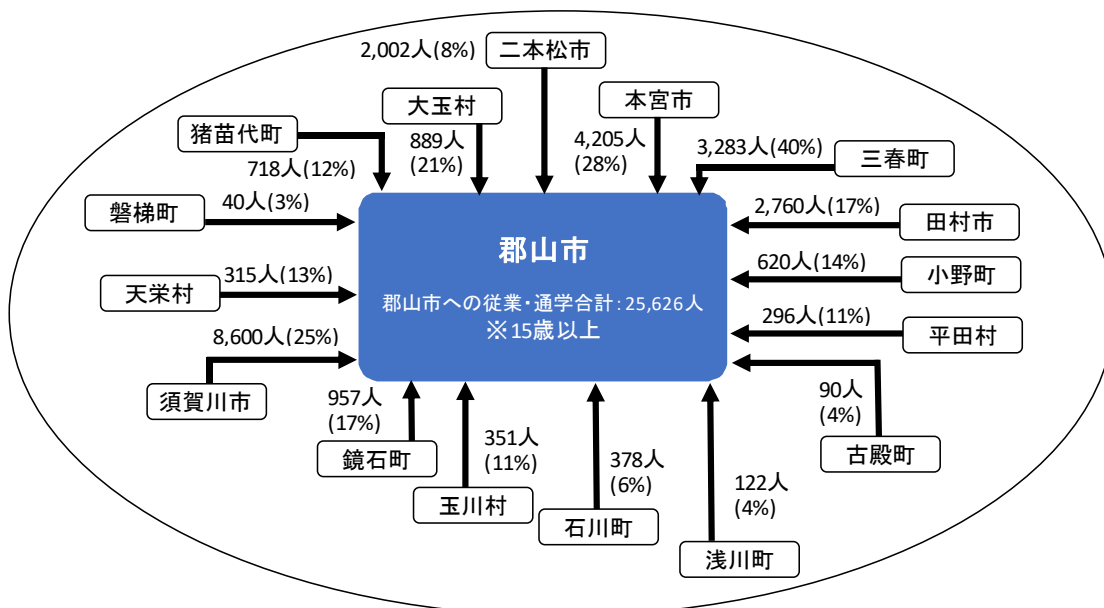 2,002人(8%)
二本松市
大玉村
889人
(21%)
本宮市
4,205人
(28%)
猪苗代町
718人(12%)
3,283人(40%)
三春町
磐梯町
40人(3%)
2,760人(17%)
田村市
郡山市
天栄村
315人(13%)
620人(14%)
小野町
郡山市への従業・通学合計：25,626人
※15歳以上
296人(11%)
平田村
8,600人(25%)
須賀川市
957人
(17%)
鏡石町
351人
(11%)
玉川村
378人
(6%)
石川町
122人
(4%)
浅川町
90人
(4%)
古殿町